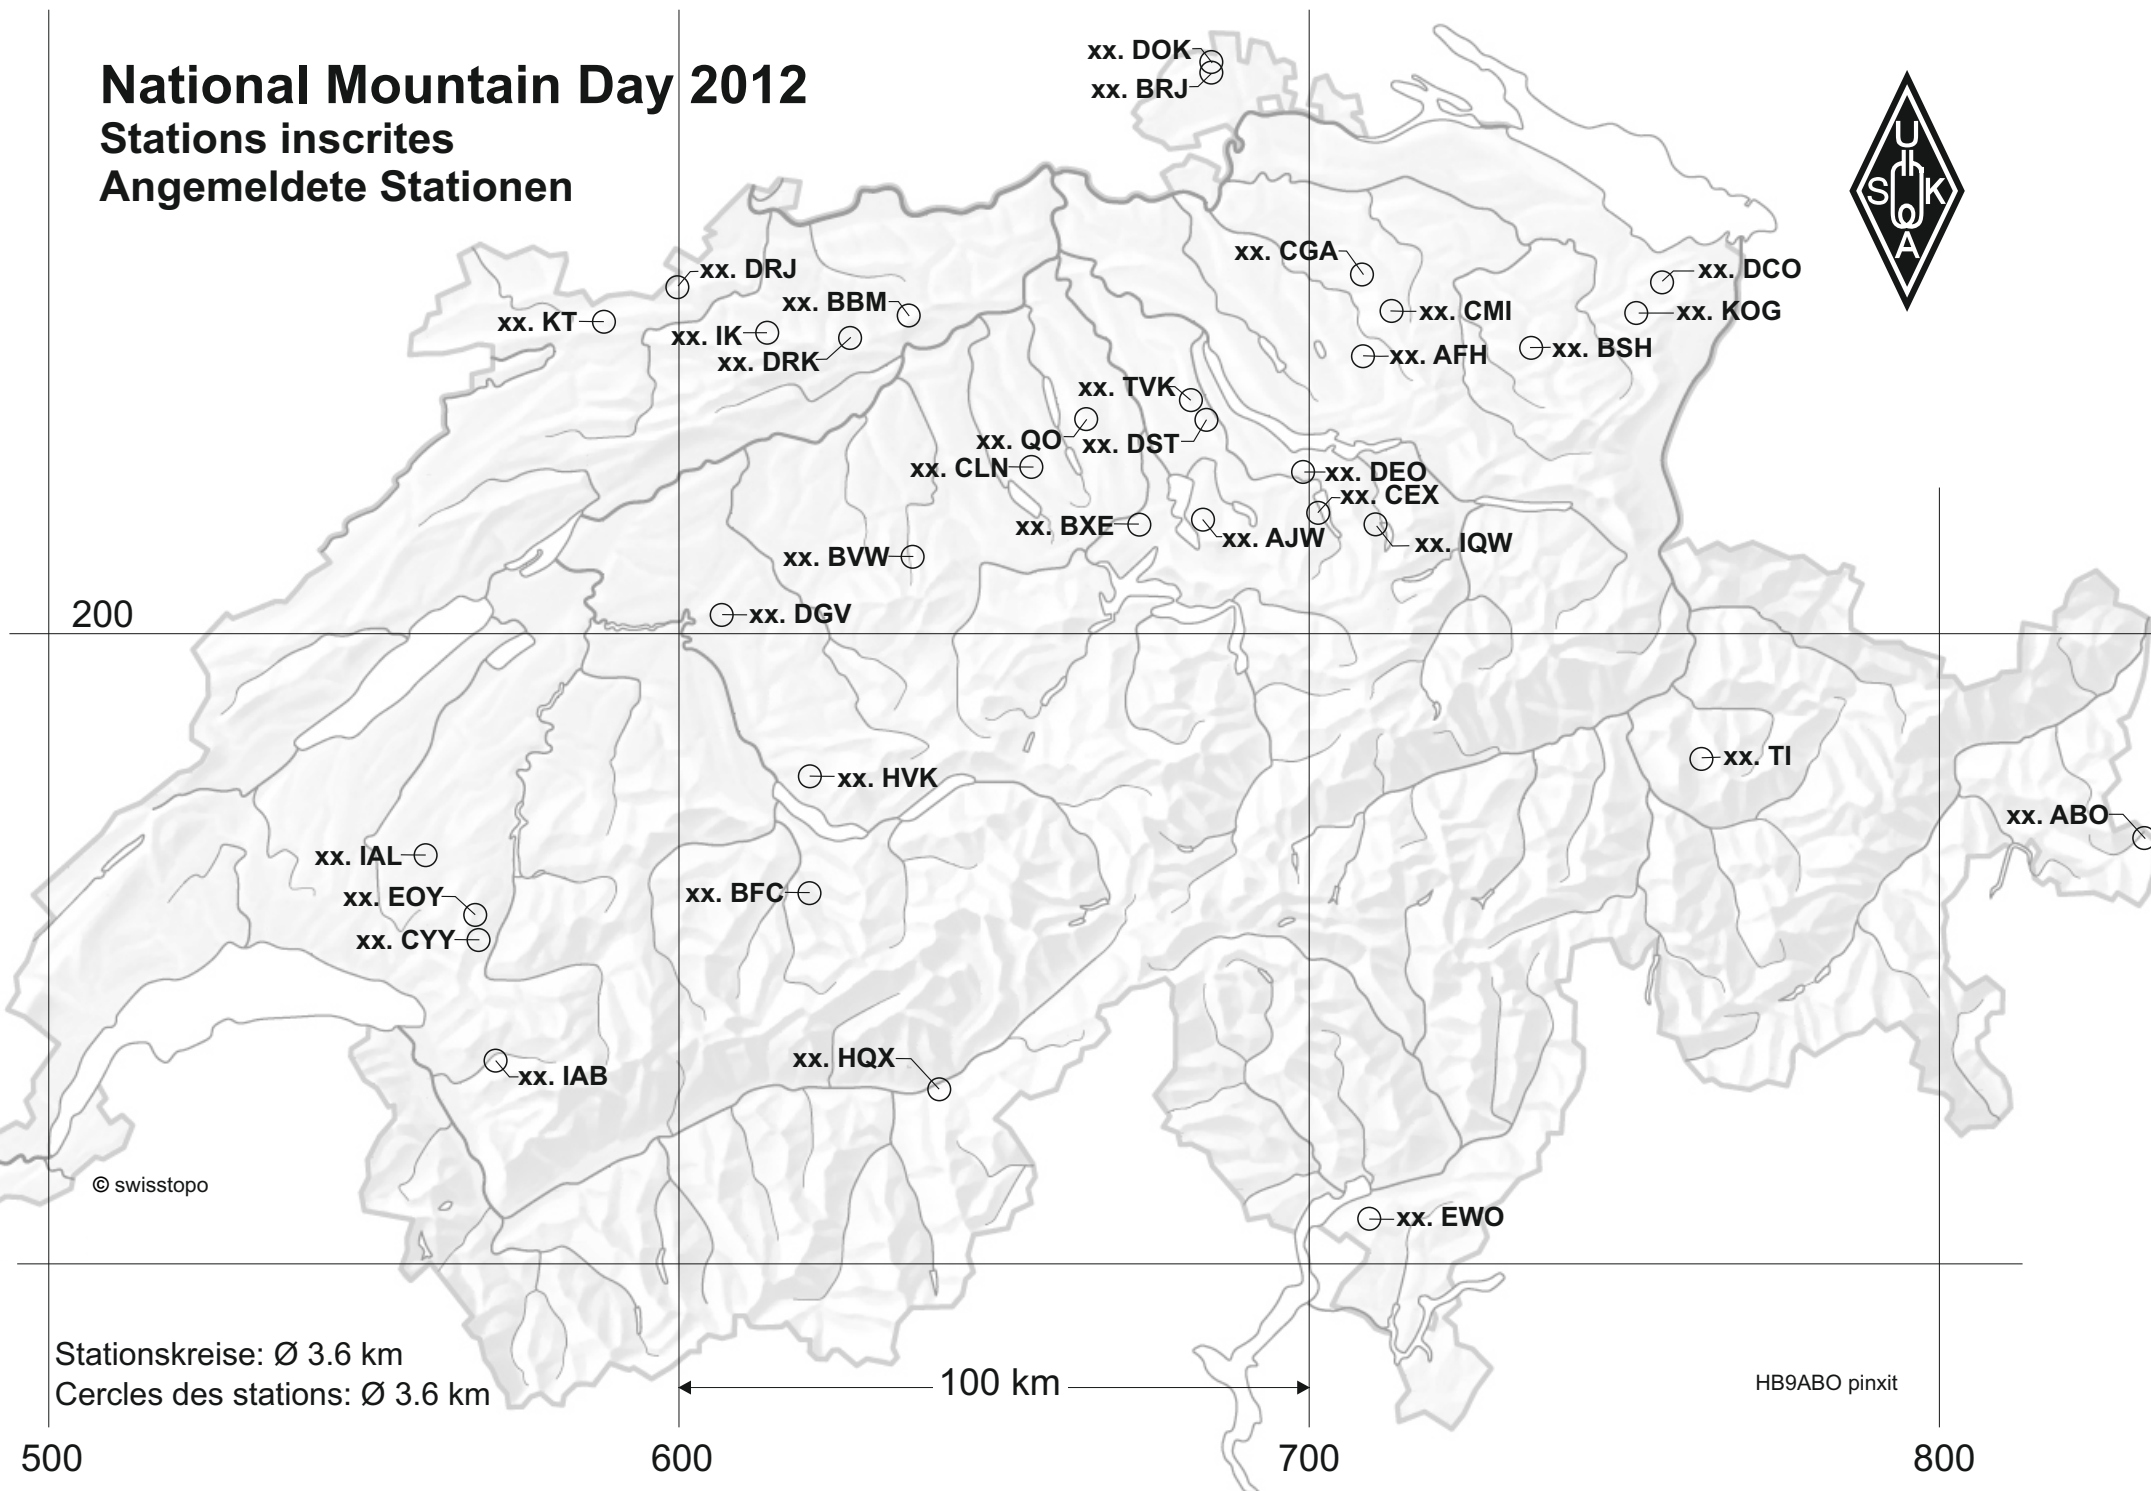 National Mountain Day 2012
Stations inscrites
Angemeldete Stationen
xx. DOK
xx. BRJ
U
S K
A
xx. CGA
xx. DRJ
xx. DCO
xx. BBM
xx. CMI
xx. KOG
xx. KT
xx. IK
xx. DRK
xx. AFH
xx. BSH
xx. TVK
xx. QO
xx. DST
xx. CLN
xx. DEO
xx. CEX
xx. BXE
xx. AJW
xx. IQW
xx. BVW
200
xx. DGV
xx. TI
xx. HVK
xx. ABO
xx. IAL
xx. EOY
xx. BFC
xx. CYY
xx. HQX
xx. IAB
© swisstopo
xx. EWO
Stationskreise: Ø 3.6 km
Cercles des stations: Ø 3.6 km
100 km
HB9ABO pinxit
500
600
700
800